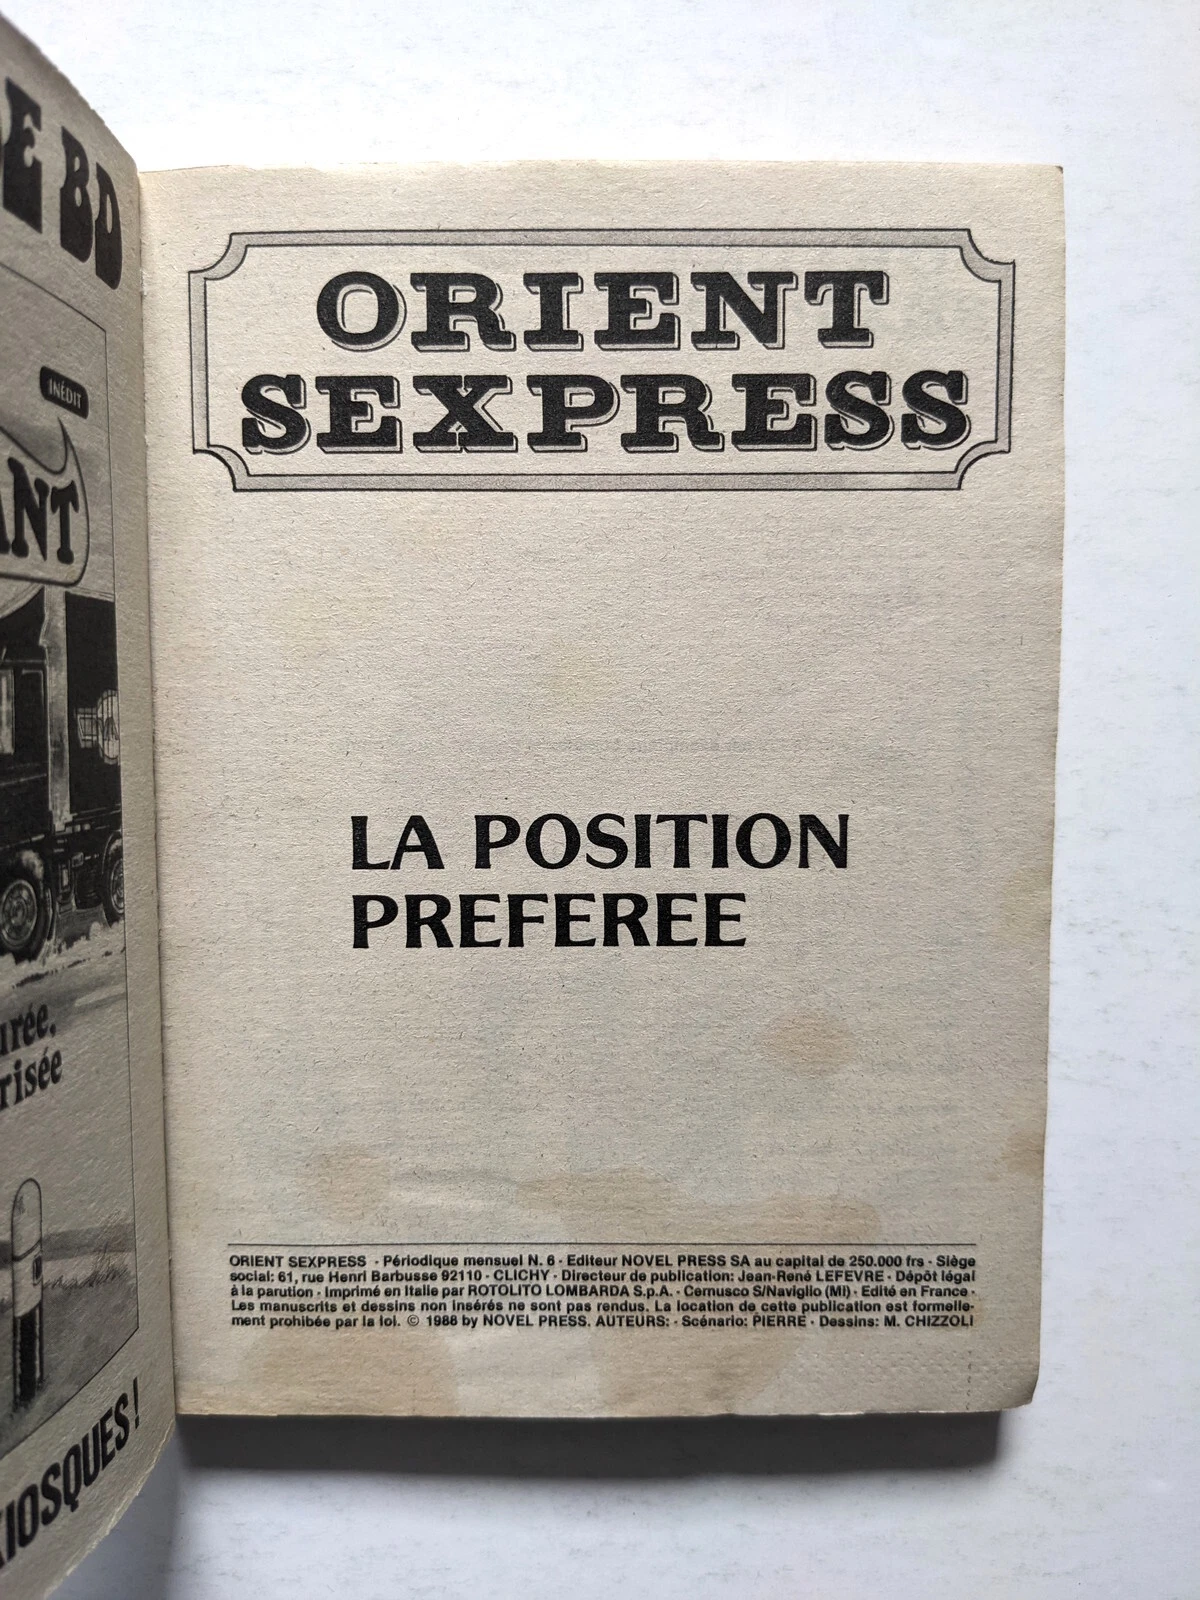 BD
INÉDIT
ANT
urée,
risée
KIOSQUES !
ORIENT
SEXPRESS
LA POSITION
PREFEREE
ORIENT SEXPRESS · Périodique mensuel N. 6 · Editeur NOVEL PRESS SA au capital de 250.000 frs · Siège
social: 61, rue Henri Barbusse 92110 · CLICHY · Directeur de publication: Jean-René LEFEVRE · Dépôt légal
à la parution · Imprimé en Italie par ROTOLITO LOMBARDA S.p.A. · Cernusco S/Naviglio (MI) · Edité en France ·
Les manuscrits et dessins non insérés ne sont pas rendus. La location de cette publication est formelle-
ment prohibée par la loi. © 1988 by NOVEL PRESS. AUTEURS: · Scénario: PIERRE · Dessins: M. CHIZZOLI